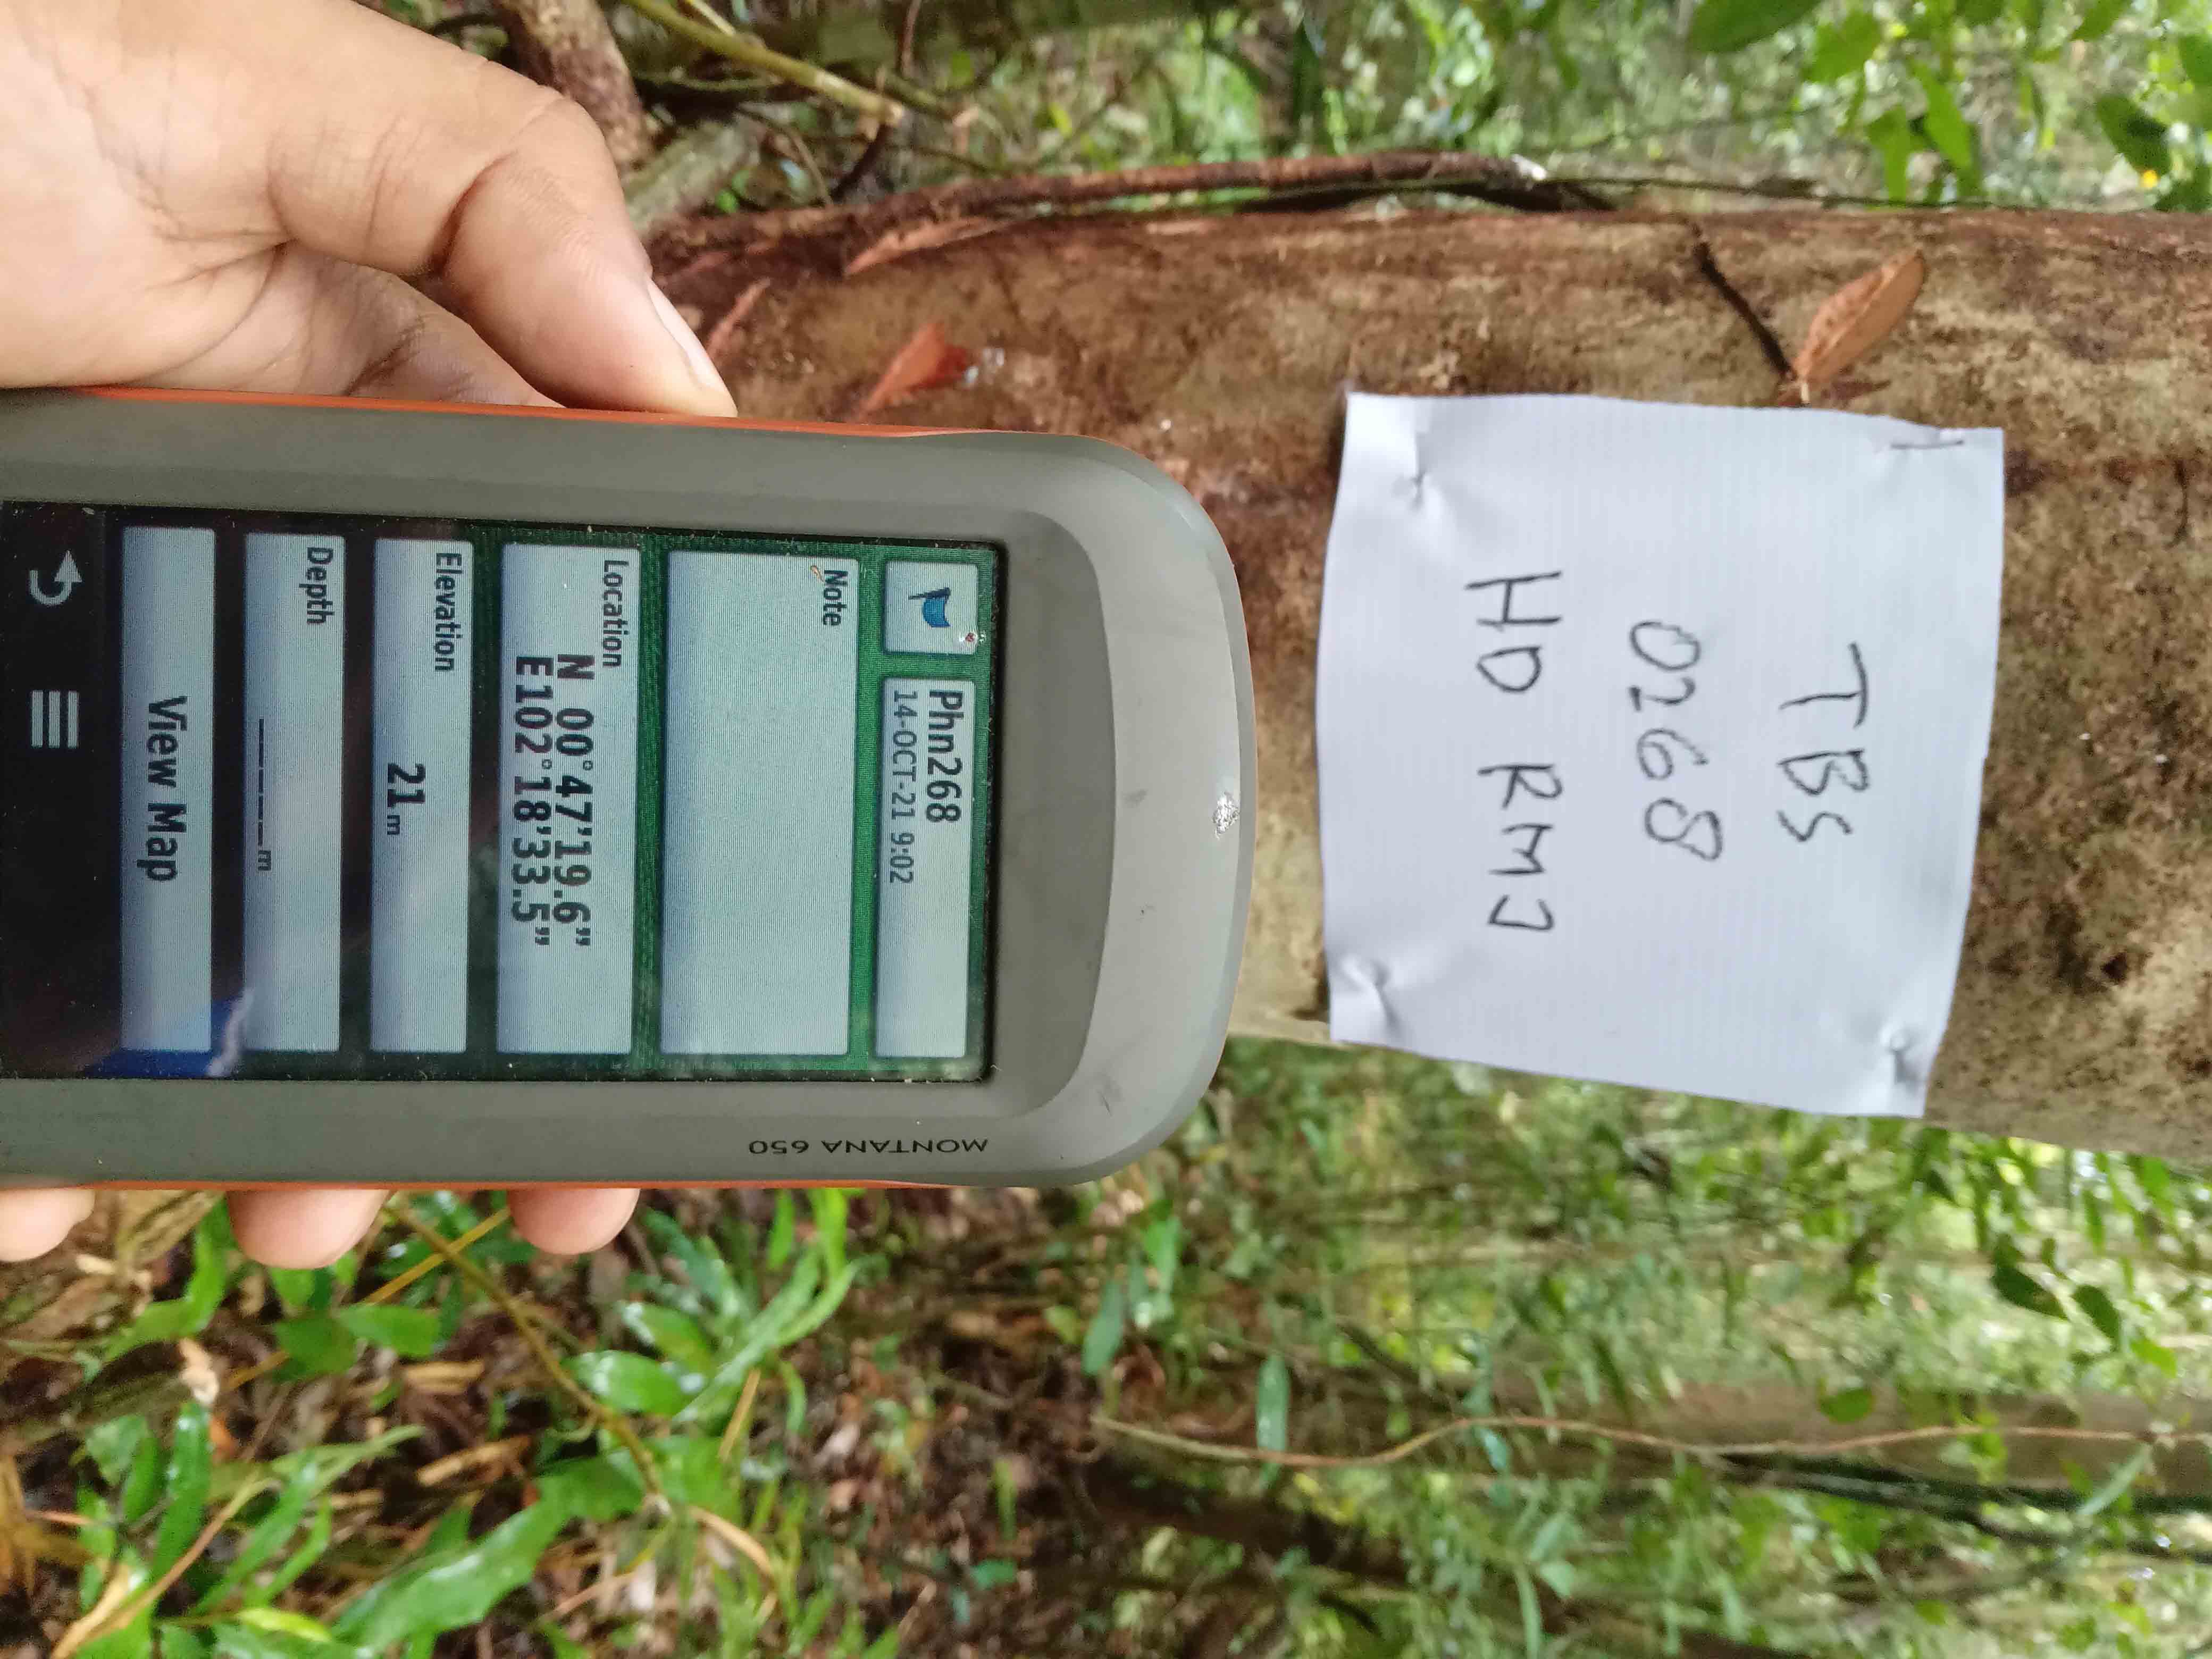 TBS
0268
HD RMJ
MONTANA 650
Phn268
14-OCT-21 9:02
Note
Location
N 00°47'19.6"
E102°18'33.5"
Elevation
21m
Depth
_____m
View Map